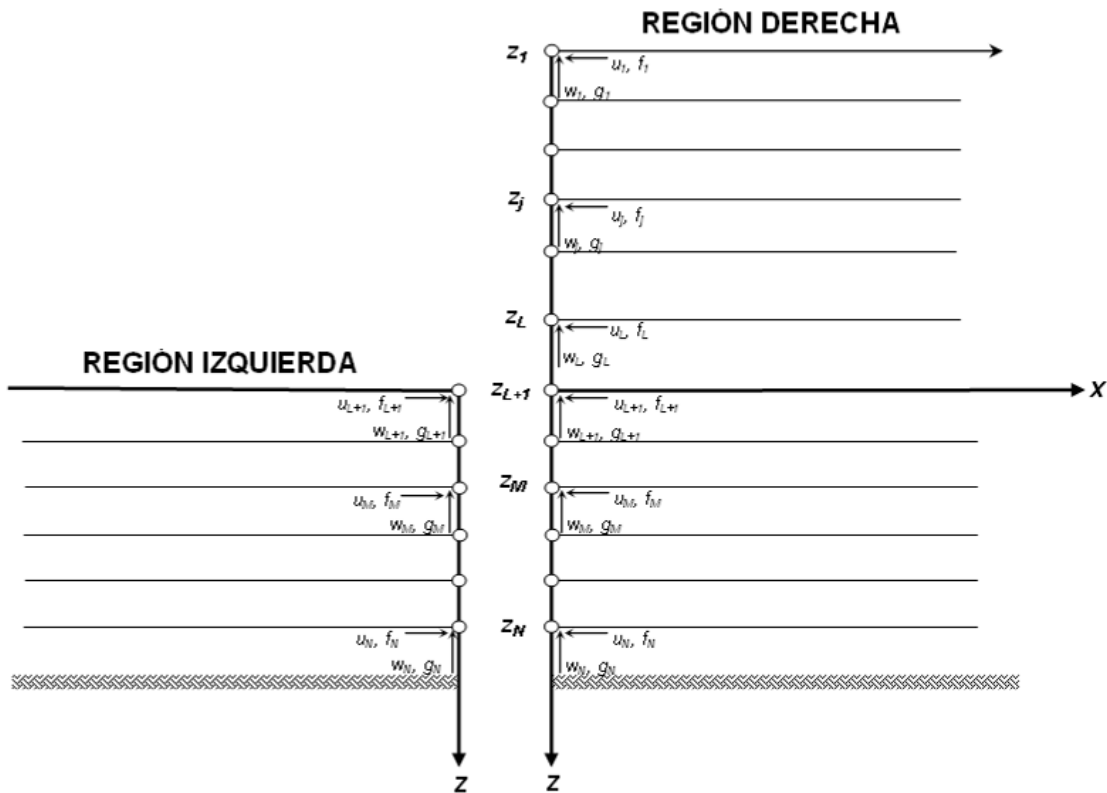 REGIÓN DERECHA
z1
u1, f1
w1, g1
zj
uj, fj
wj, gj
zL
uL, fL
wL, gL
REGIÓN IZQUIERDA
zL+1
X
uL+1, fL+1
uL+1, fL+1
wL+1, gL+1
wL+1, gL+1
zM
uM, fM
uM, fM
wM, gM
wM, gM
zN
uN, fN
uN, fN
wN, gN
wN, gN
Z
Z